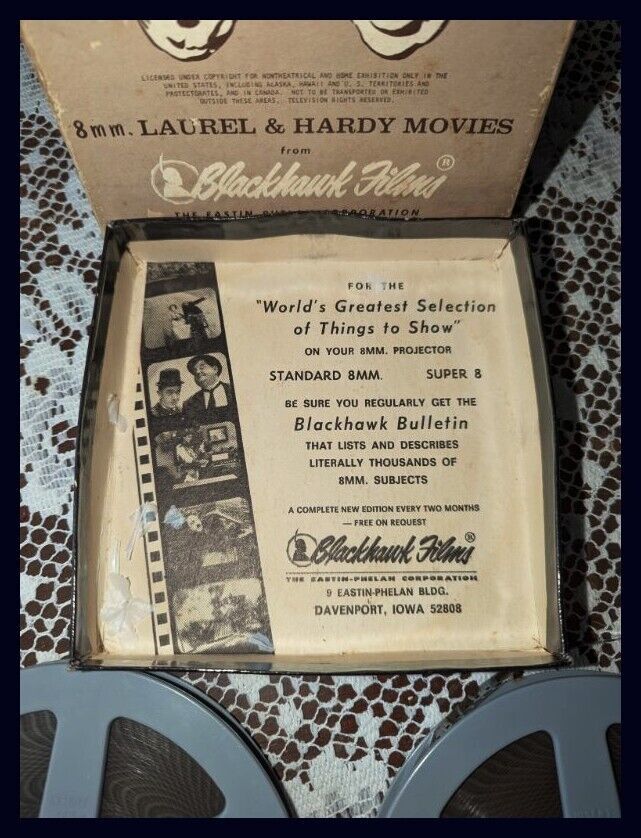 LICENSED UNDER COPYRIGHT FOR NONTHEATRICAL AND HOME EXHIBITION ONLY IN THE
UNITED STATES, INCLUDING ALASKA, HAWAII AND U. S. TERRITORIES AND
PROTECTORATES, AND IN CANADA. NOT TO BE TRANSPORTED OR EXHIBITED
OUTSIDE THESE AREAS. TELEVISION RIGHTS RESERVED.
8mm. LAUREL & HARDY MOVIES
from
Blackhawk Films ®
THE EASTIN CORPORATION
FOR THE
"World's Greatest Selection
of Things to Show"
ON YOUR 8MM. PROJECTOR
STANDARD 8MM. SUPER 8
BE SURE YOU REGULARLY GET THE
Blackhawk Bulletin
THAT LISTS AND DESCRIBES
LITERALLY THOUSANDS OF
8MM. SUBJECTS
A COMPLETE NEW EDITION EVERY TWO MONTHS
— FREE ON REQUEST
Blackhawk Films ®
THE EASTIN-PHELAN CORPORATION
9 EASTIN-PHELAN BLDG.
DAVENPORT, IOWA 52808